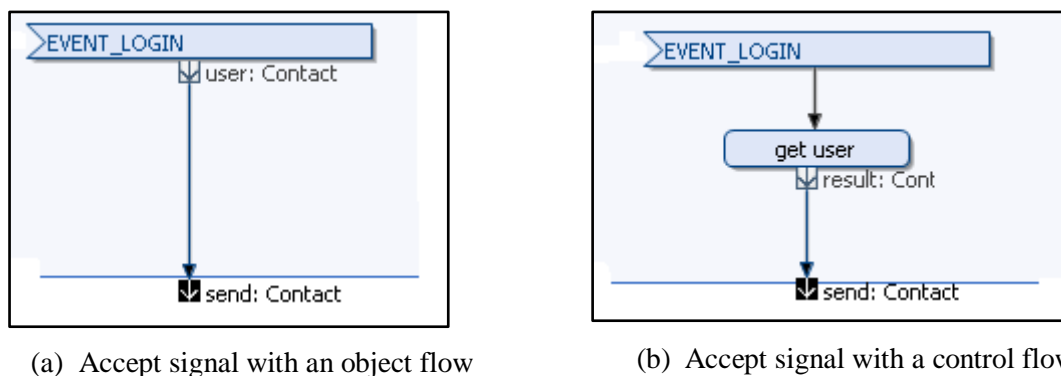 EVENT_LOGIN
user: Contact
send: Contact
(a) Accept signal with an object flow
EVENT_LOGIN
get user
result: Cont
send: Contact
(b) Accept signal with a control flow